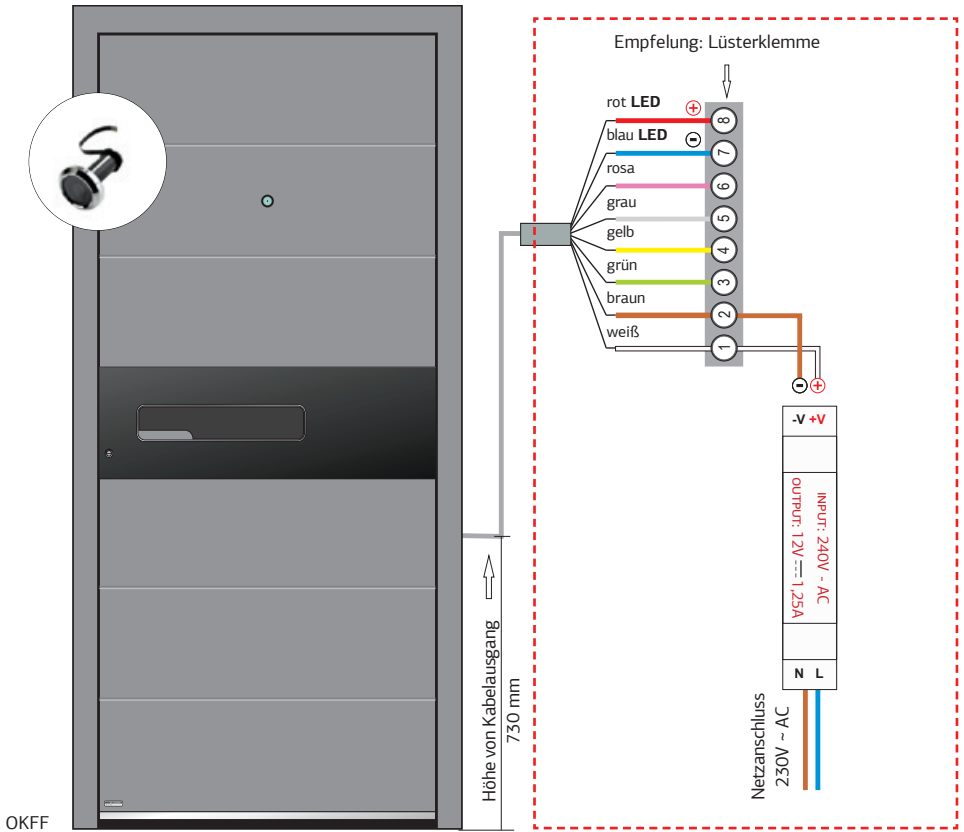 Empfelung: Lüsterklemme
rot LED
blau LED
rosa
grau
gelb
grün
braun
weiß
8
7
6
5
4
3
2
1
-V +V
INPUT: 240V - AC
OUTPUT: 12V⎓1,25A
N L
Netzanschluss
230V ~ AC
Höhe von Kabelausgang
730 mm
OKFF